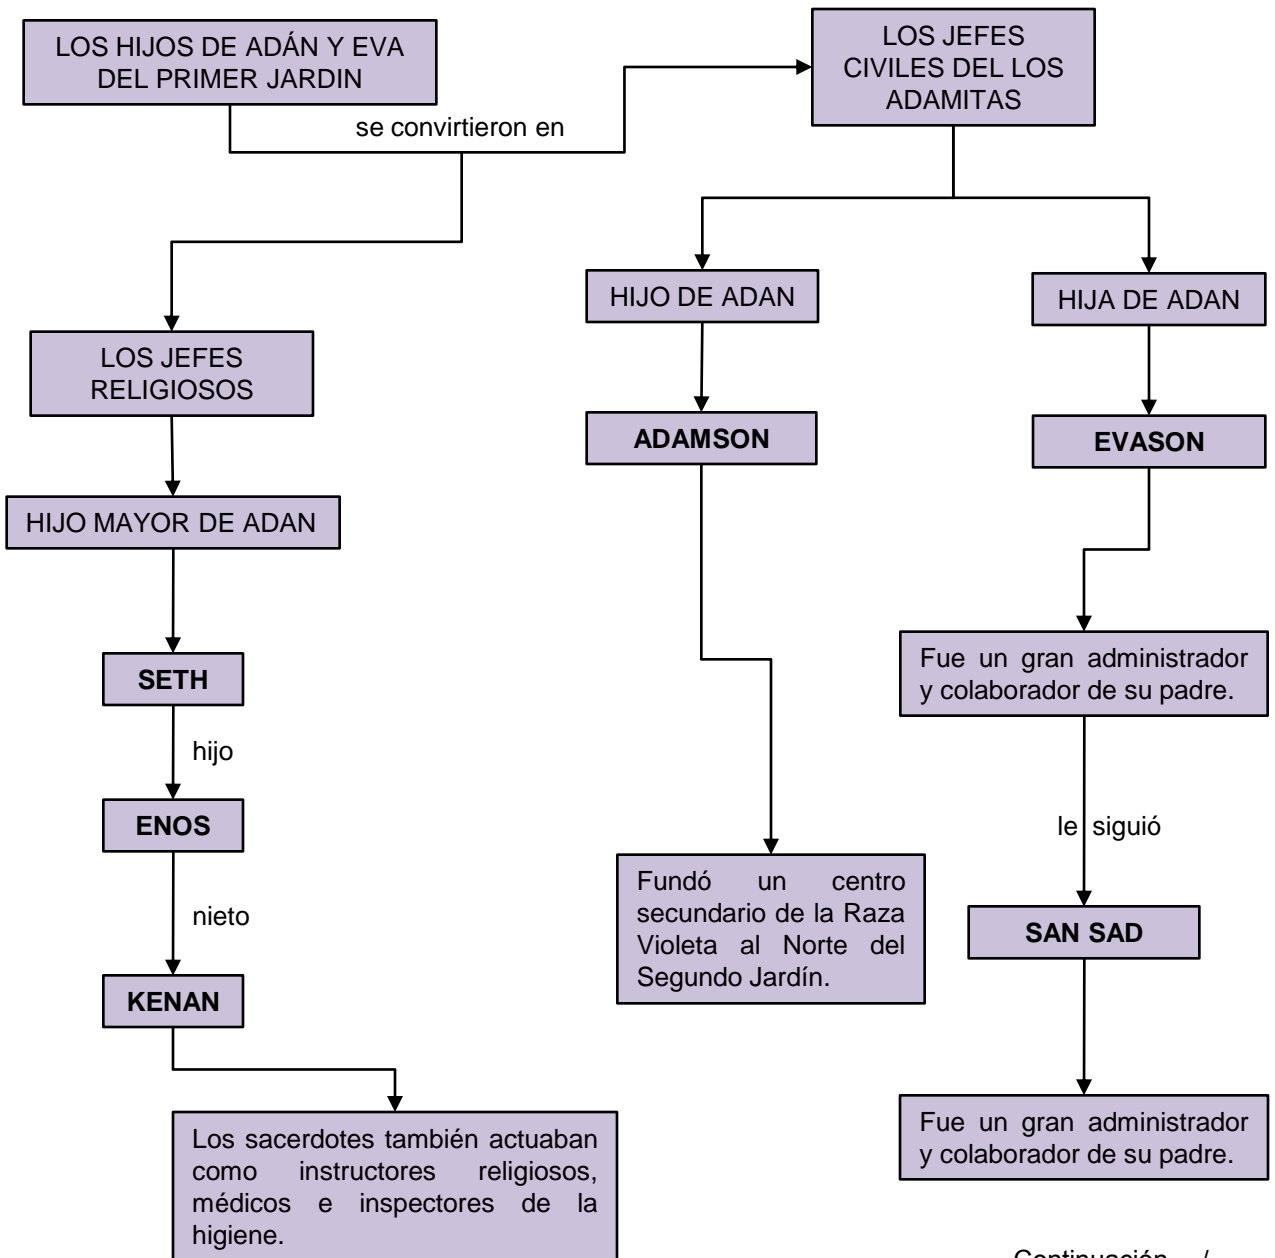 LOS HIJOS DE ADÁN Y EVA
DEL PRIMER JARDIN
se convirtieron en
LOS JEFES
CIVILES DEL LOS
ADAMITAS
LOS JEFES
RELIGIOSOS
HIJO MAYOR DE ADAN
SETH
hijo
ENOS
nieto
KENAN
Los sacerdotes también actuaban
como instructores religiosos,
médicos e inspectores de la
higiene.
HIJO DE ADAN
ADAMSON
Fundó un centro
secundario de la Raza
Violeta al Norte del
Segundo Jardín.
HIJA DE ADAN
EVASON
Fue un gran administrador
y colaborador de su padre.
le siguió
SAN SAD
Fue un gran administrador
y colaborador de su padre.
Continuación /